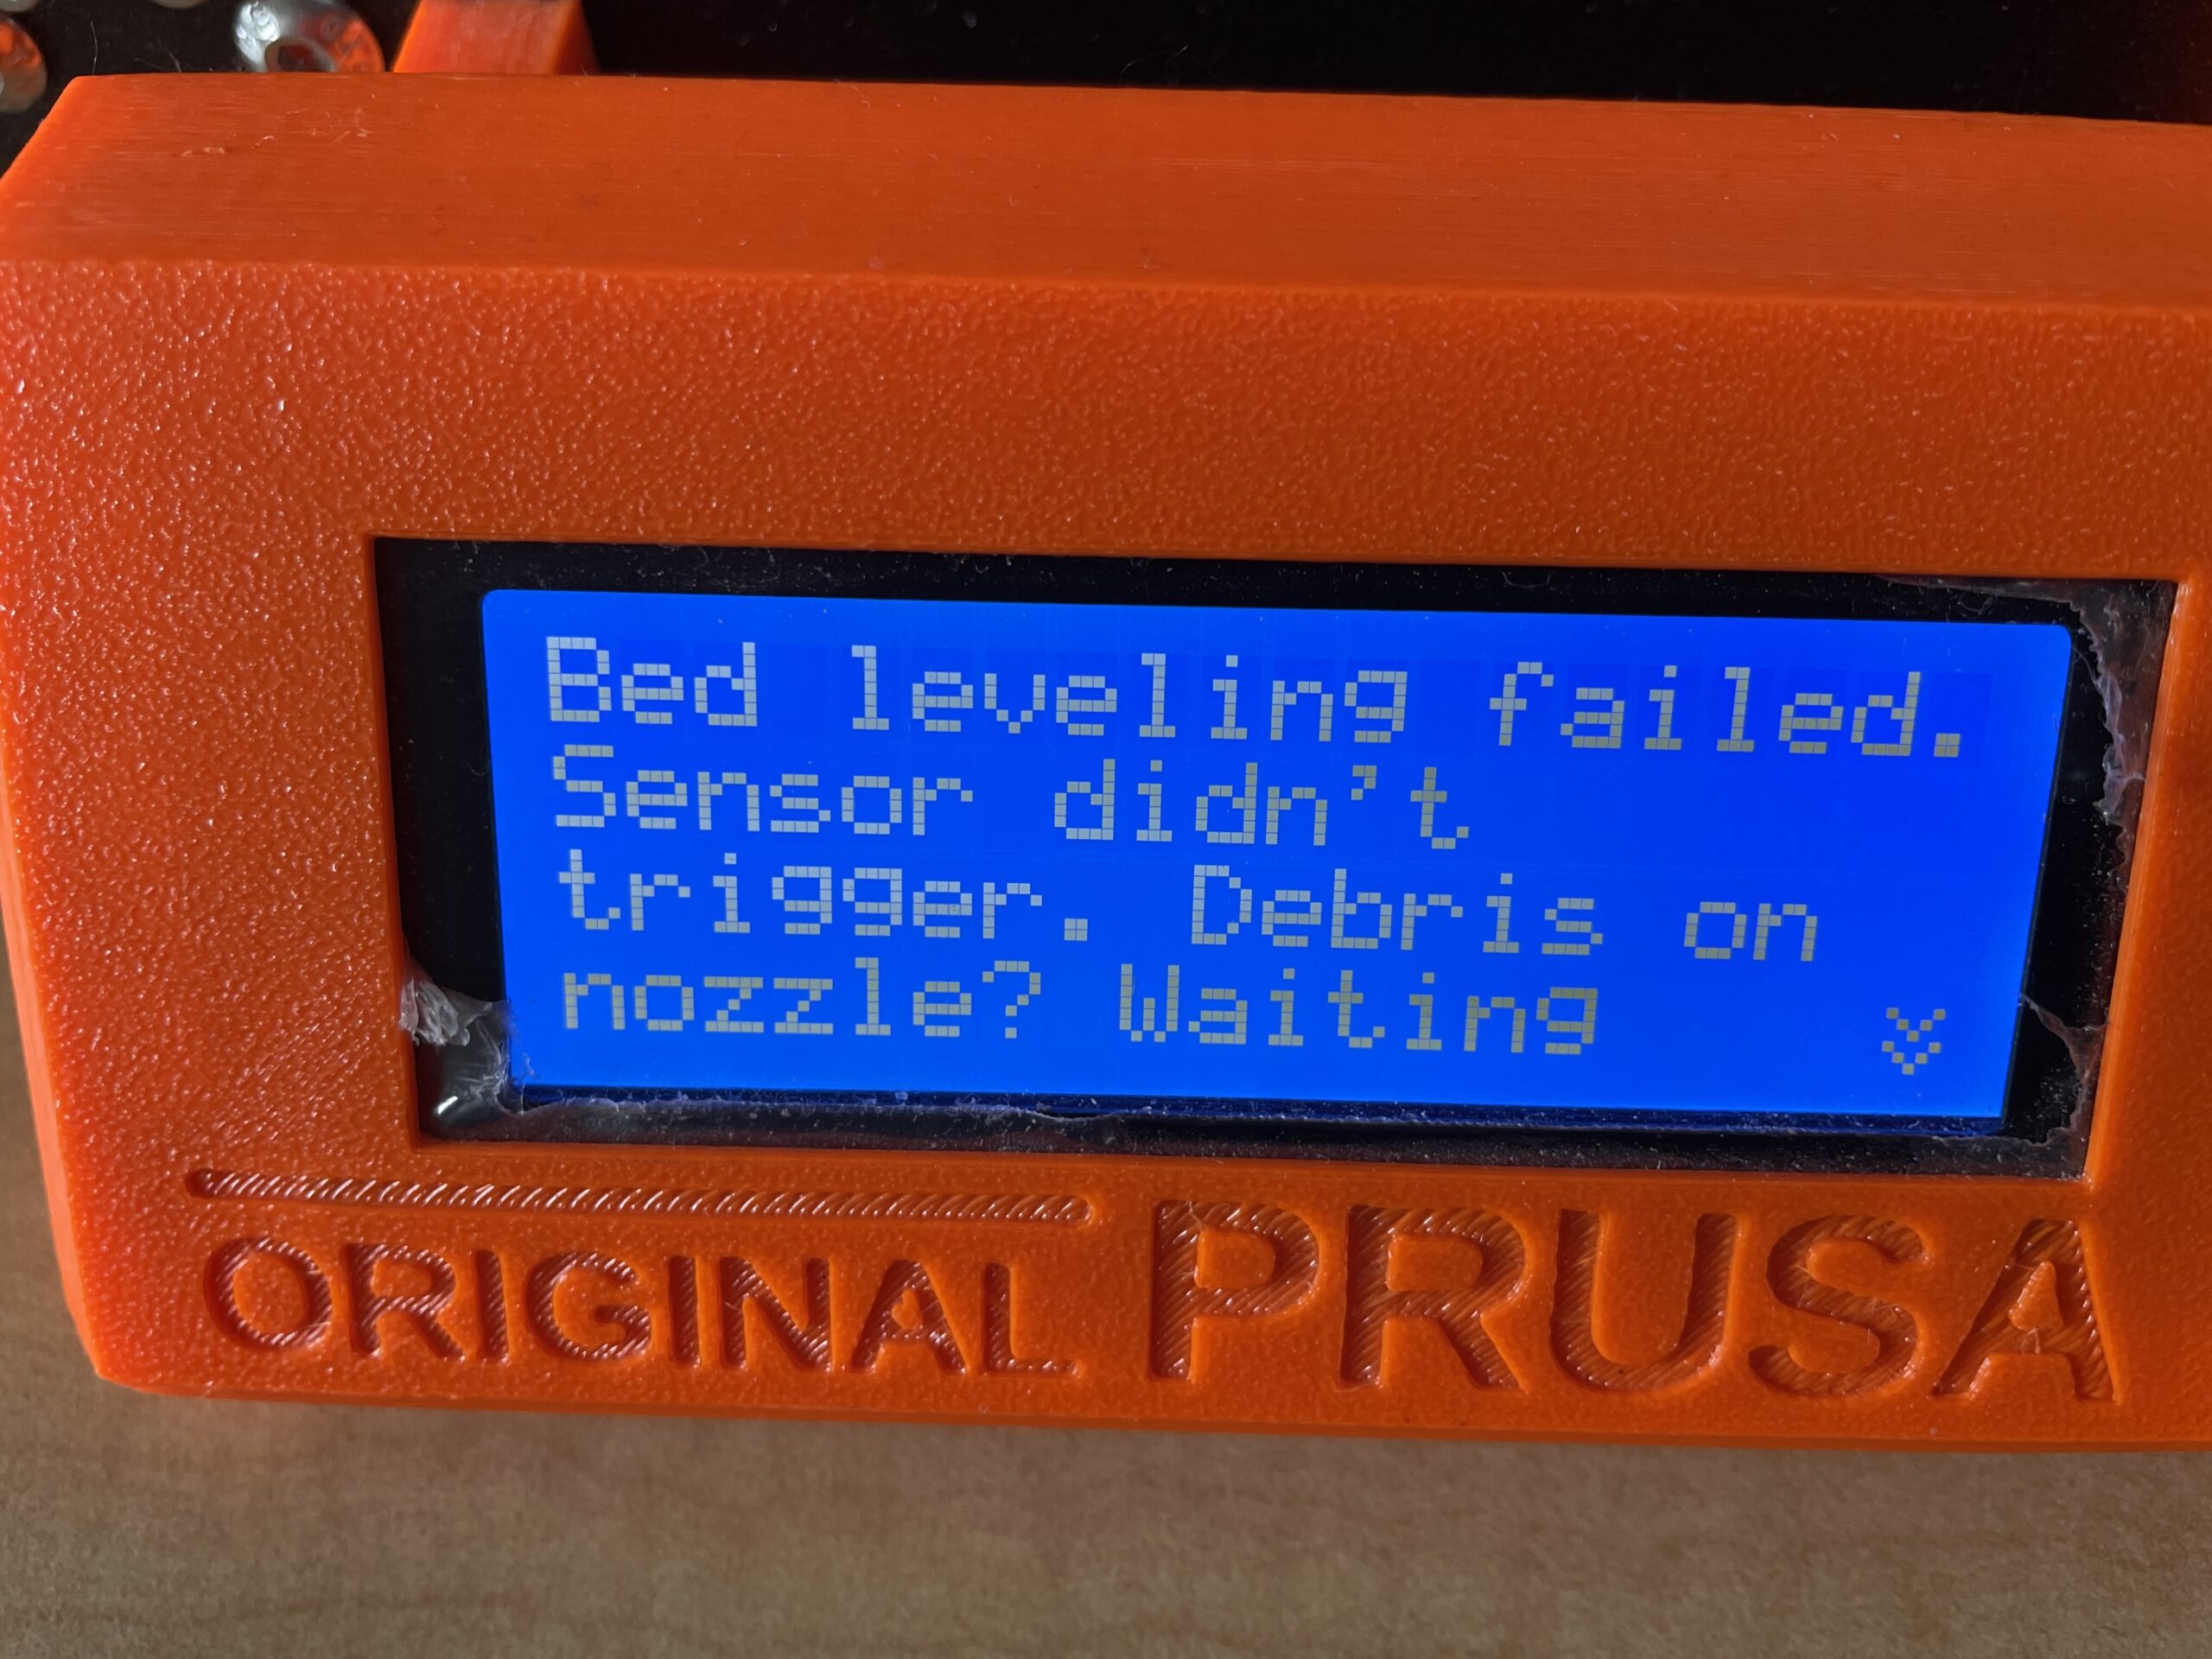 Bed leveling failed.
Sensor didn't
trigger. Debris on
nozzle? Waiting
ORIGINAL PRUSA